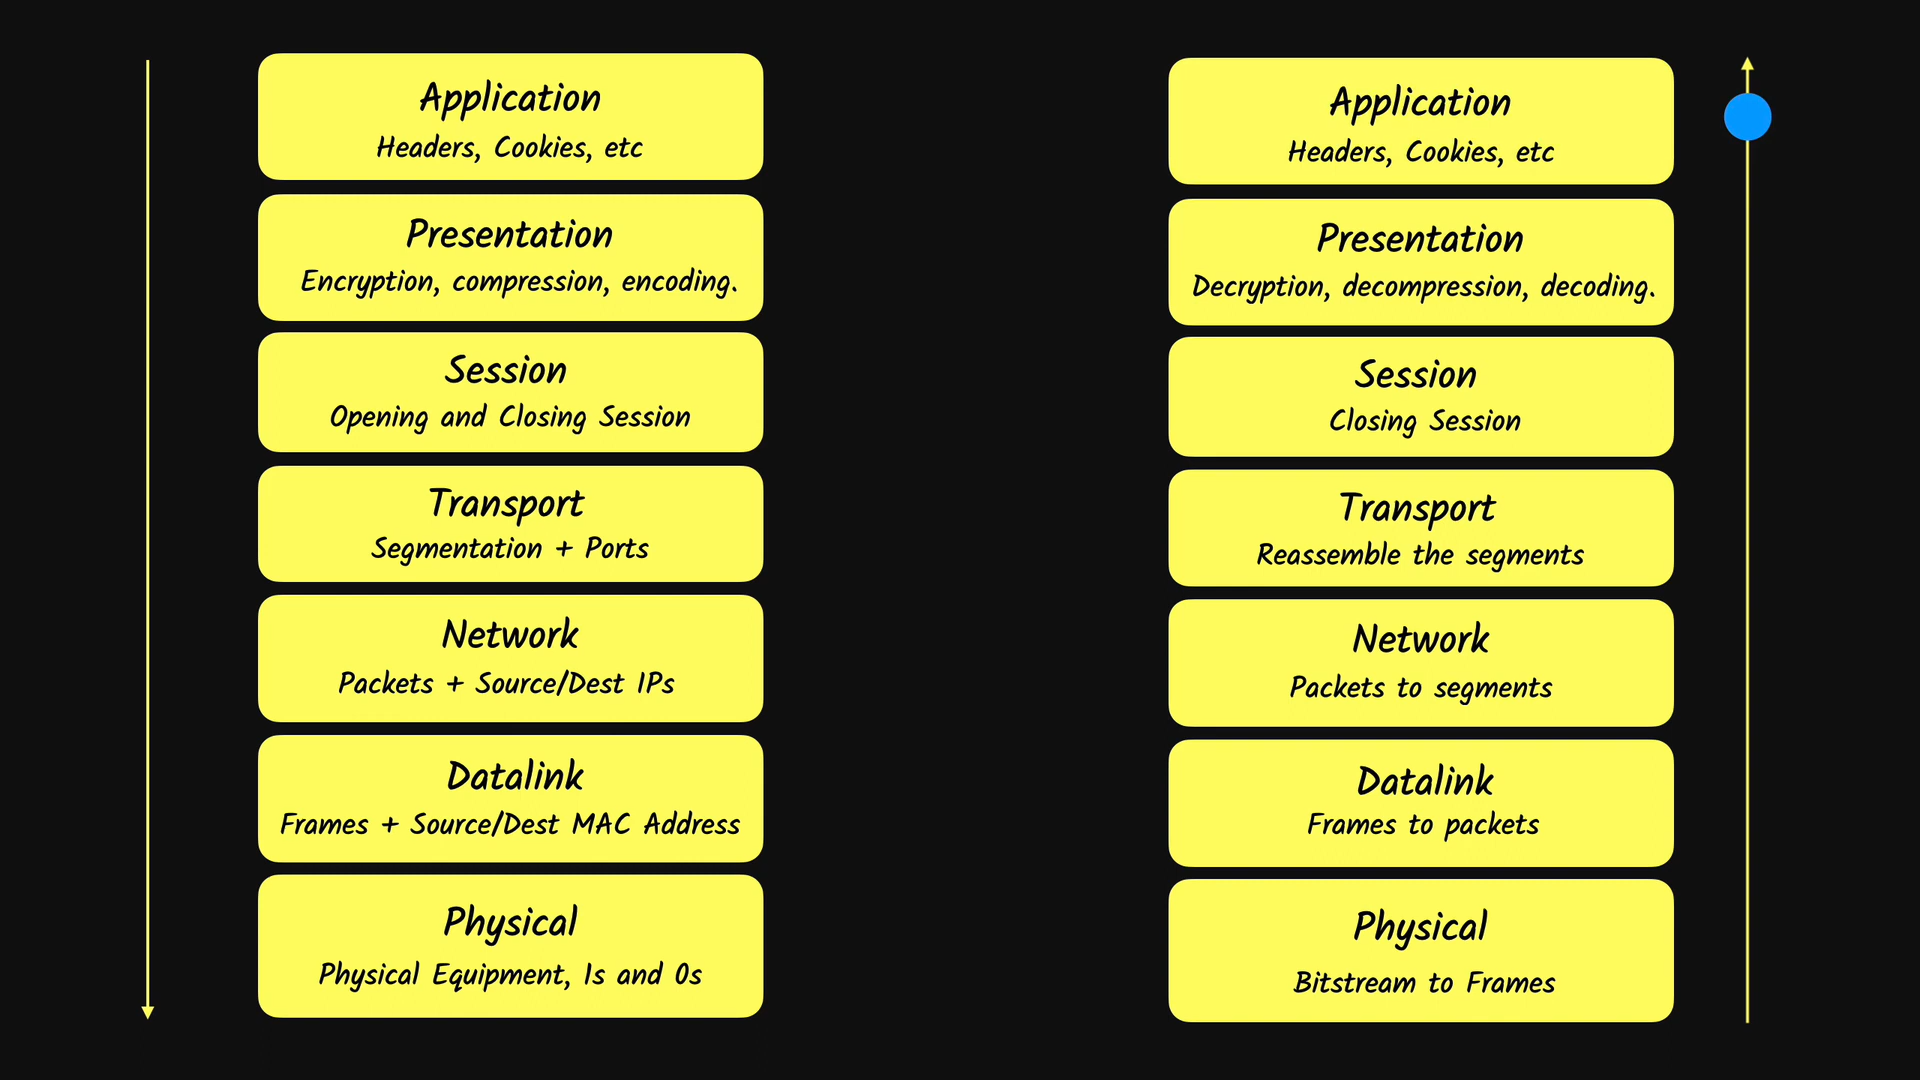 Application
Headers, Cookies, etc
Presentation
Encryption, compression, encoding.
Session
Opening and Closing Session
Transport
Segmentation + Ports
Network
Packets + Source/Dest IPs
Datalink
Frames + Source/Dest MAC Address
Physical
Physical Equipment, 1s and 0s
Application
Headers, Cookies, etc
Presentation
Decryption, decompression, decoding.
Session
Closing Session
Transport
Reassemble the segments
Network
Packets to segments
Datalink
Frames to packets
Physical
Bitstream to Frames